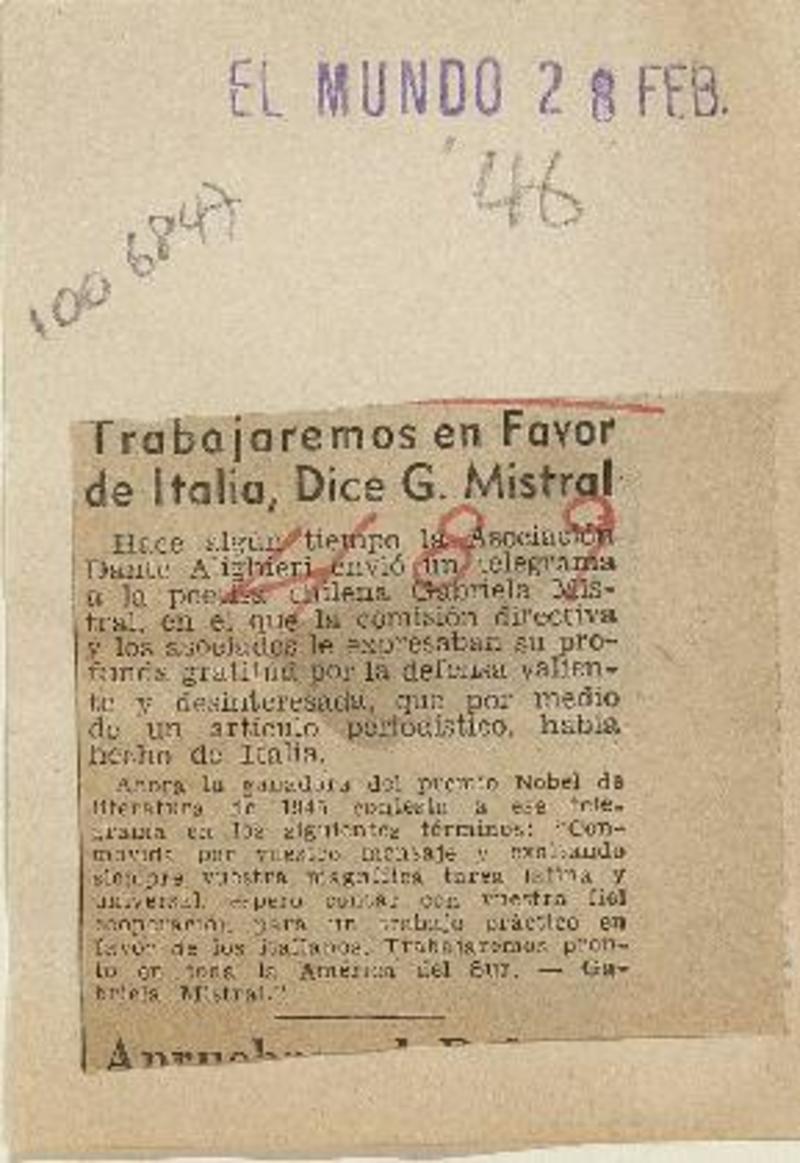 EL MUNDO 28 FEB.
46
100 6847
Trabajaremos en Favor
de Italia, Dice G. Mistral
Hace algún tiempo la Asociación
Dante Alighieri envió un telegrama
a la poetisa chilena Gabriela Mis-
tral, en el que la comisión directiva
y los asociados le expresaban su pro-
funda gratitud por la defensa valien-
te y desinteresada, que por medio
de un artículo periodístico, había
hecho de Italia.
Ahora la ganadora del premio Nobel de
literatura de 1945 contesta a ese tele-
grama en los siguientes términos: "Con-
movida por vuestro mensaje y exaltando
siempre vuestra magnífica tarea latina y
universal, espero contar con vuestra fiel
cooperación para un trabajo práctico en
favor de los italianos. Trabajaremos pron-
to en toda la América del Sur. — Ga-
briela Mistral."